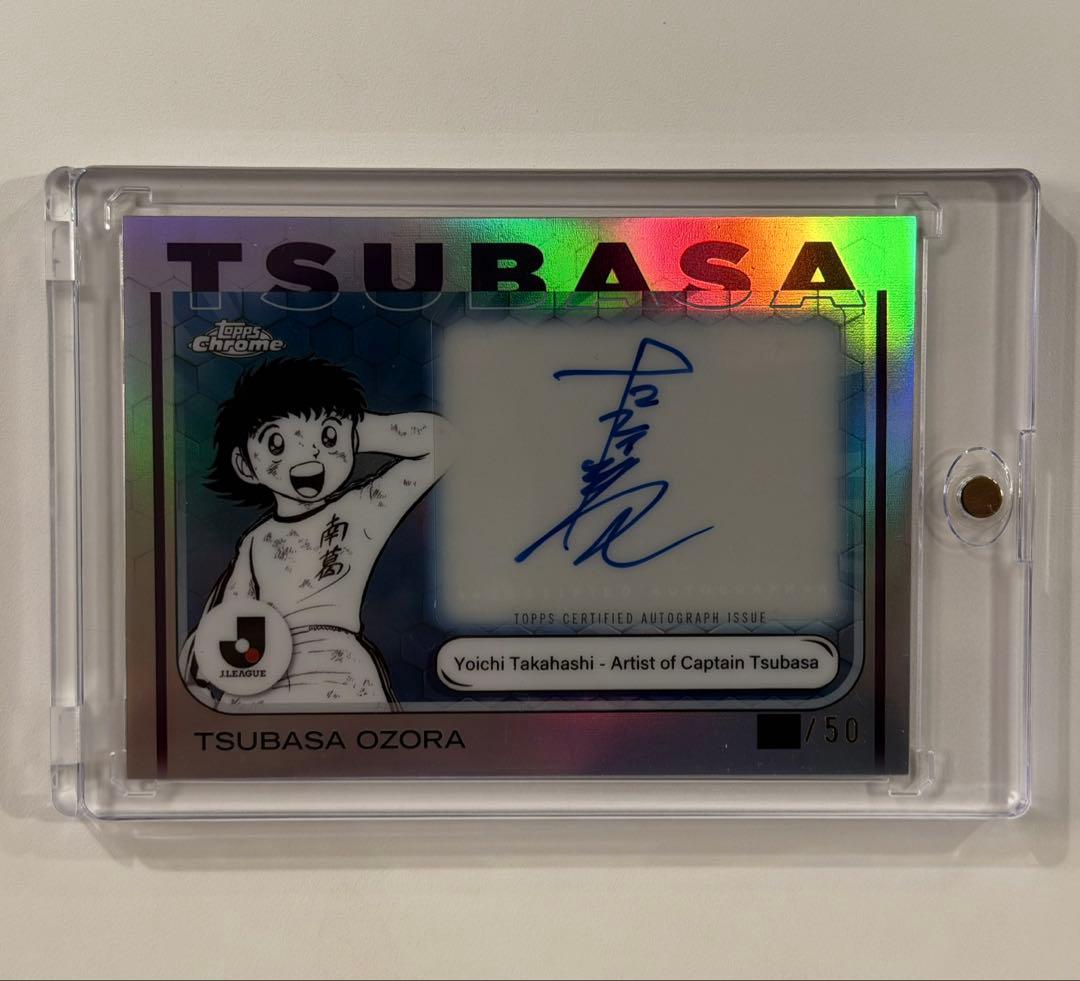 TSUBASA
Topps
Chrome
南葛
TOPPS CERTIFIED AUTOGRAPH ISSUE
Yoichi Takahashi - Artist of Captain Tsubasa
J.LEAGUE
TSUBASA OZORA
/50